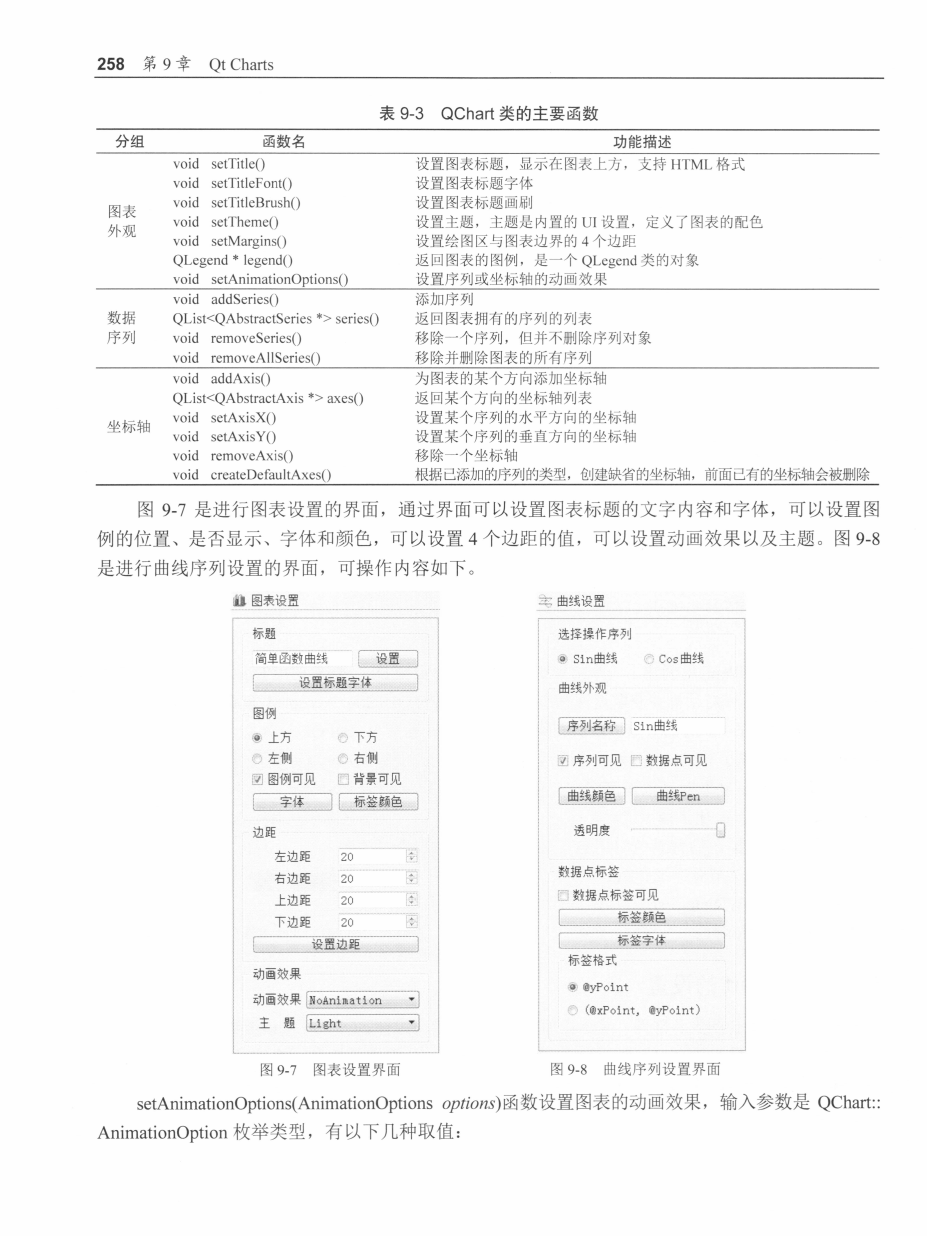 258 第 9 章 Qt Charts
表 9-3 QChart 类的主要函数
分组 函数名 功能描述
图表外观
void setTitle() 设置图表标题，显示在图表上方，支持 HTML 格式
void setTitleFont() 设置图表标题字体
void setTitleBrush() 设置图表标题画刷
void setTheme() 设置主题，主题是内置的 UI 设置，定义了图表的配色
void setMargins() 设置绘图区与图表边界的 4 个边距
QLegend * legend() 返回图表的图例，是一个 QLegend 类的对象
void setAnimationOptions() 设置序列或坐标轴的动画效果
数据序列
void addSeries() 添加序列
QList<QAbstractSeries *> series() 返回图表拥有的序列的列表
void removeSeries() 移除一个序列，但并不删除序列对象
void removeAllSeries() 移除并删除图表的所有序列
坐标轴
void addAxis() 为图表的某个方向添加坐标轴
QList<QAbstractAxis *> axes() 返回某个方向的坐标轴列表
void setAxisX() 设置某个序列的水平方向的坐标轴
void setAxisY() 设置某个序列的垂直方向的坐标轴
void removeAxis() 移除一个坐标轴
void createDefaultAxes() 根据已添加的序列的类型，创建缺省的坐标轴，前面已有的坐标轴会被删除
图 9-7 是进行图表设置的界面，通过界面可以设置图表标题的文字内容和字体，可以设置图
例的位置、是否显示、字体和颜色，可以设置 4 个边距的值，可以设置动画效果以及主题。图 9-8
是进行曲线序列设置的界面，可操作内容如下。
图表设置
标题
简单函数曲线 设置
设置标题字体
图例
上方 下方
左侧 右侧
图例可见 背景可见
字体 标签颜色
边距
左边距 20
右边距 20
上边距 20
下边距 20
设置边距
动画效果
动画效果 NoAnimation
主 题 Light
图 9-7 图表设置界面
曲线设置
选择操作序列
Sin曲线 Cos曲线
曲线外观
序列名称 Sin曲线
序列可见 数据点可见
曲线颜色 曲线Pen
透明度
数据点标签
数据点标签可见
标签颜色
标签字体
标签格式
@yPoint
(@xPoint, @yPoint)
图 9-8 曲线序列设置界面
setAnimationOptions(AnimationOptions options)函数设置图表的动画效果，输入参数是 QChart::
AnimationOption 枚举类型，有以下几种取值：